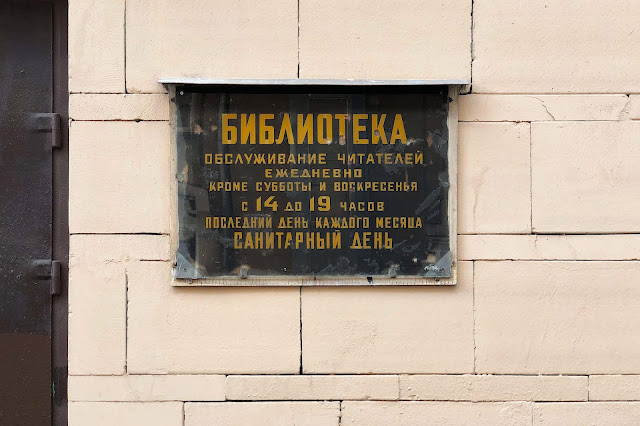 БИБЛИОТЕКА
ОБСЛУЖИВАНИЕ ЧИТАТЕЛЕЙ
ЕЖЕДНЕВНО
КРОМЕ СУББОТЫ И ВОСКРЕСЕНЬЯ
С 14 ДО 19 ЧАСОВ
ПОСЛЕДНИЙ ДЕНЬ КАЖДОГО МЕСЯЦА
САНИТАРНЫЙ ДЕНЬ